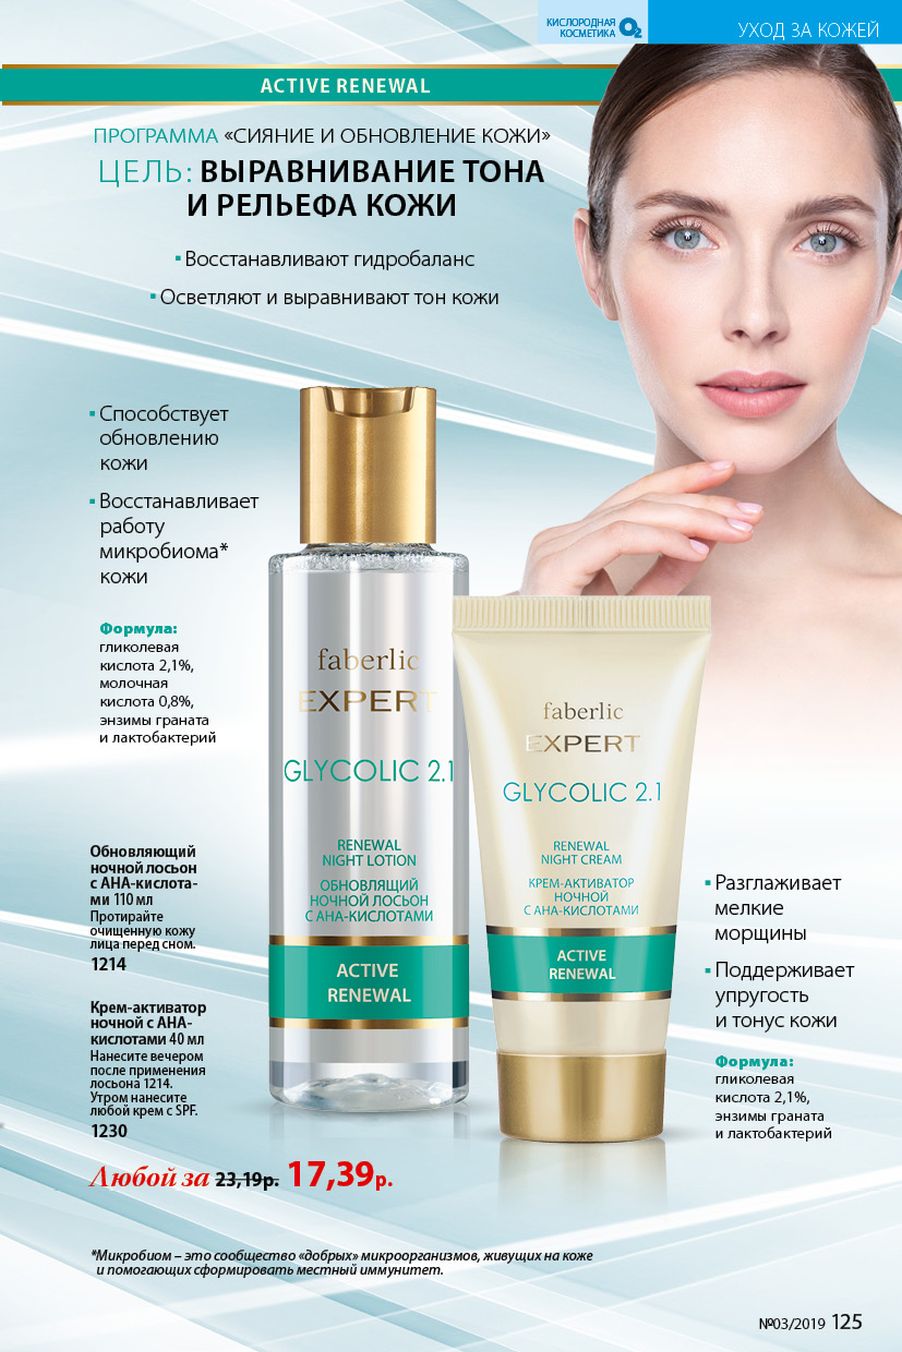 КИСЛОРОДНАЯ
КОСМЕТИКА O2
УХОД ЗА КОЖЕЙ
ACTIVE RENEWAL
ПРОГРАММА «СИЯНИЕ И ОБНОВЛЕНИЕ КОЖИ»
ЦЕЛЬ: ВЫРАВНИВАНИЕ ТОНА
И РЕЛЬЕФА КОЖИ
▪ Восстанавливают гидробаланс
▪ Осветляют и выравнивают тон кожи
▪ Способствует
обновлению
кожи
▪ Восстанавливает
работу
микробиома*
кожи
Формула:
гликолевая
кислота 2,1%,
молочная
кислота 0,8%,
энзимы граната
и лактобактерий
Обновляющий
ночной лосьон
с АНА-кислота-
ми 110 мл
Протирайте
очищенную кожу
лица перед сном.
1214
Крем-активатор
ночной с АНА-
кислотами 40 мл
Нанесите вечером
после применения
лосьона 1214.
Утром нанесите
любой крем с SPF.
1230
Любой за 23,19р. 17,39р.
faberlic
EXPERT
GLYCOLIC 2.1
RENEWAL
NIGHT LOTION
ОБНОВЛЯЩИЙ
НОЧНОЙ ЛОСЬОН
С АНА-КИСЛОТАМИ
ACTIVE
RENEWAL
faberlic
EXPERT
GLYCOLIC 2.1
RENEWAL
NIGHT CREAM
КРЕМ-АКТИВАТОР
НОЧНОЙ
С АНА-КИСЛОТАМИ
ACTIVE
RENEWAL
▪ Разглаживает
мелкие
морщины
▪ Поддерживает
упругость
и тонус кожи
Формула:
гликолевая
кислота 2,1%,
энзимы граната
и лактобактерий
*Микробиом – это сообщество «добрых» микроорганизмов, живущих на коже
и помогающих сформировать местный иммунитет.
№03/2019 125